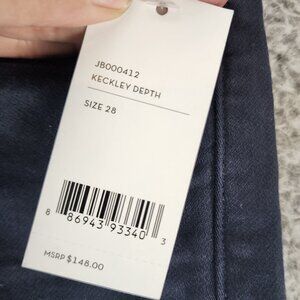 JB000412
KECKLEY DEPTH
SIZE 28
8 86943 93340 3
MSRP $148.00